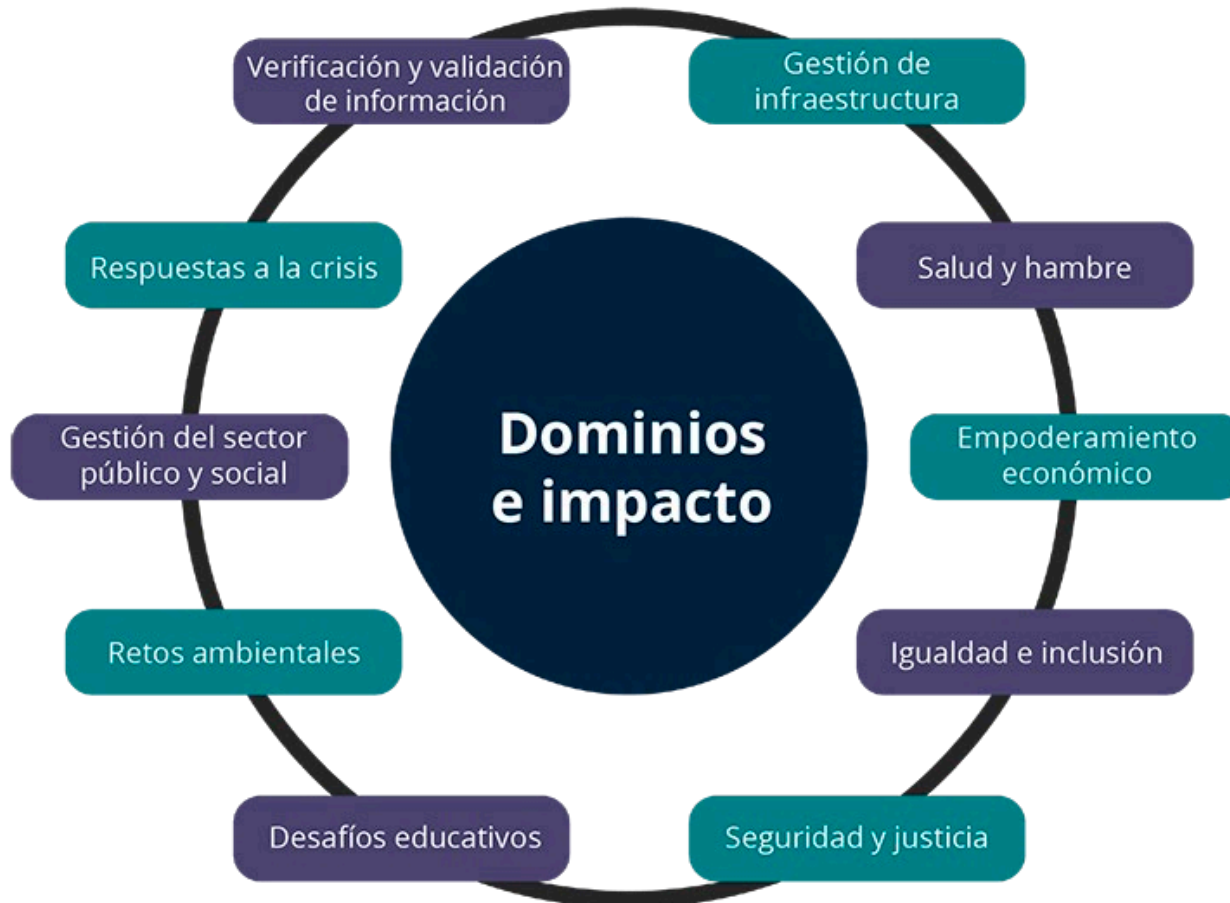 Verificación y validación
de información
Gestión de
infraestructura
Respuestas a la crisis
Salud y hambre
Dominios
e impacto
Gestión del sector
público y social
Empoderamiento
económico
Retos ambientales
Igualdad e inclusión
Desafíos educativos
Seguridad y justicia